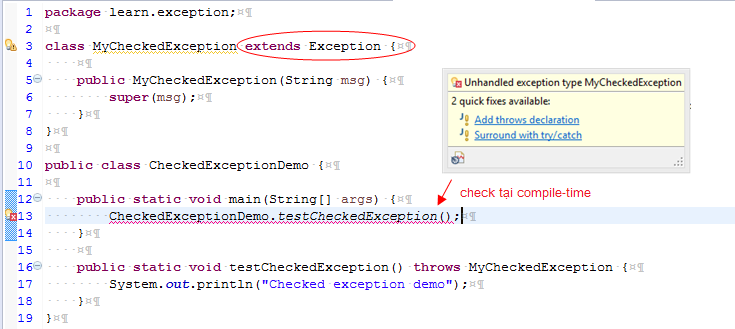 1 package learn.exception;
2
3 class MyCheckedException extends Exception {
4
5 public MyCheckedException(String msg) {
6 super(msg);
7 }
8 }
9
10 public class CheckedExceptionDemo {
11
12 public static void main(String[] args) {
13 CheckedExceptionDemo.testCheckedException();
14 }
15
16 public static void testCheckedException() throws MyCheckedException {
17 System.out.println("Checked exception demo");
18 }
19 }
Unhandled exception type MyCheckedException
2 quick fixes available:
Add throws declaration
Surround with try/catch
check tại compile-time